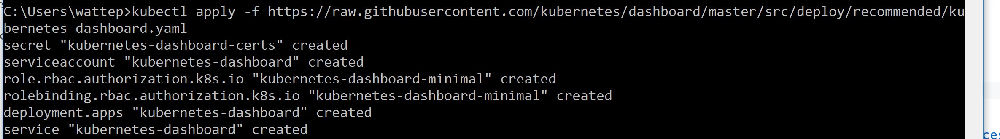 C:\Users\wattep>kubectl apply -f https://raw.githubusercontent.com/kubernetes/dashboard/master/src/deploy/recommended/ku
bernetes-dashboard.yaml
secret "kubernetes-dashboard-certs" created
serviceaccount "kubernetes-dashboard" created
role.rbac.authorization.k8s.io "kubernetes-dashboard-minimal" created
rolebinding.rbac.authorization.k8s.io "kubernetes-dashboard-minimal" created
deployment.apps "kubernetes-dashboard" created
service "kubernetes-dashboard" created